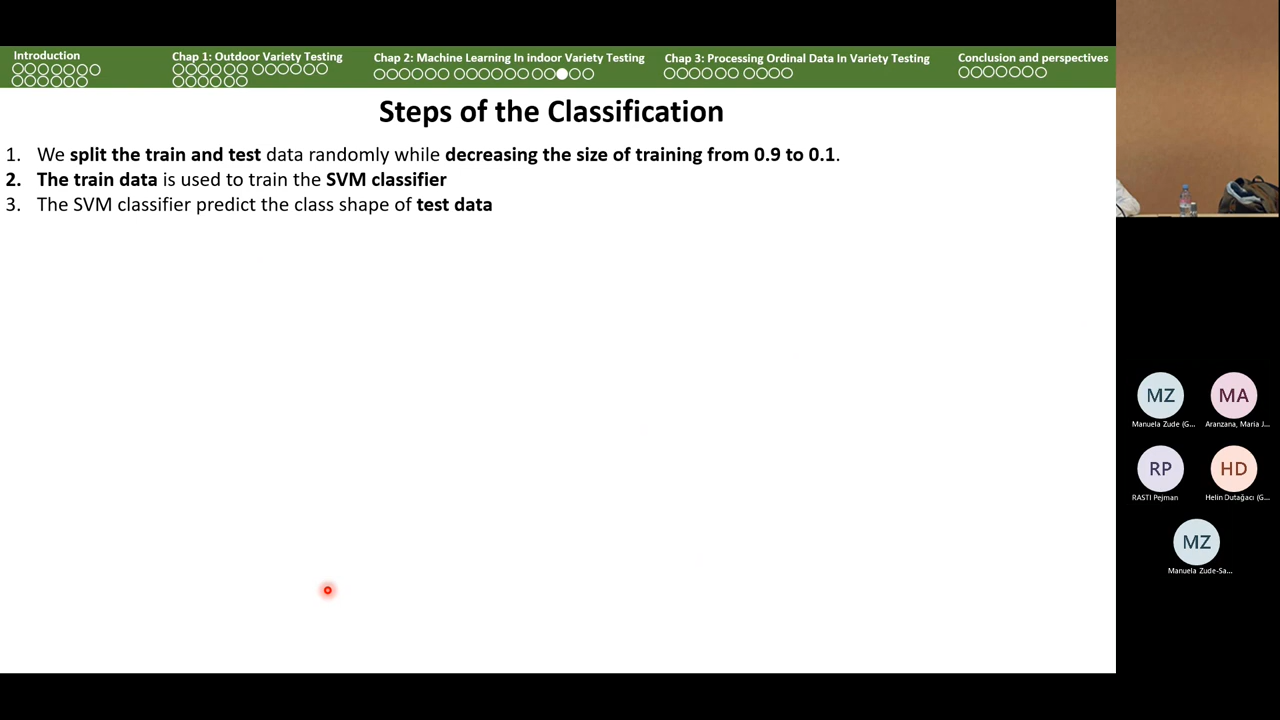 Introduction
Chap 1: Outdoor Variety Testing
Chap 2: Machine Learning In indoor Variety Testing
Chap 3: Processing Ordinal Data In Variety Testing
Conclusion and perspectives
Steps of the Classification
1. We split the train and test data randomly while decreasing the size of training from 0.9 to 0.1.
2. The train data is used to train the SVM classifier
3. The SVM classifier predict the class shape of test data
MZ
Manuela Zude (G...
MA
Aranzana, Maria J...
RP
RASTI Pejman
HD
Helin Dutağacı (G...
MZ
Manuela Zude-Sa...